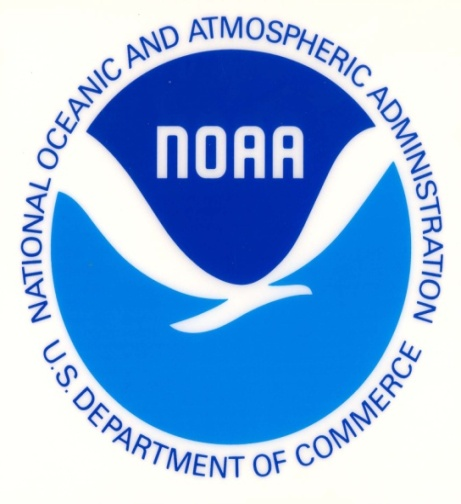 NATIONAL OCEANIC AND ATMOSPHERIC ADMINISTRATION
NOAA
U.S. DEPARTMENT OF COMMERCE